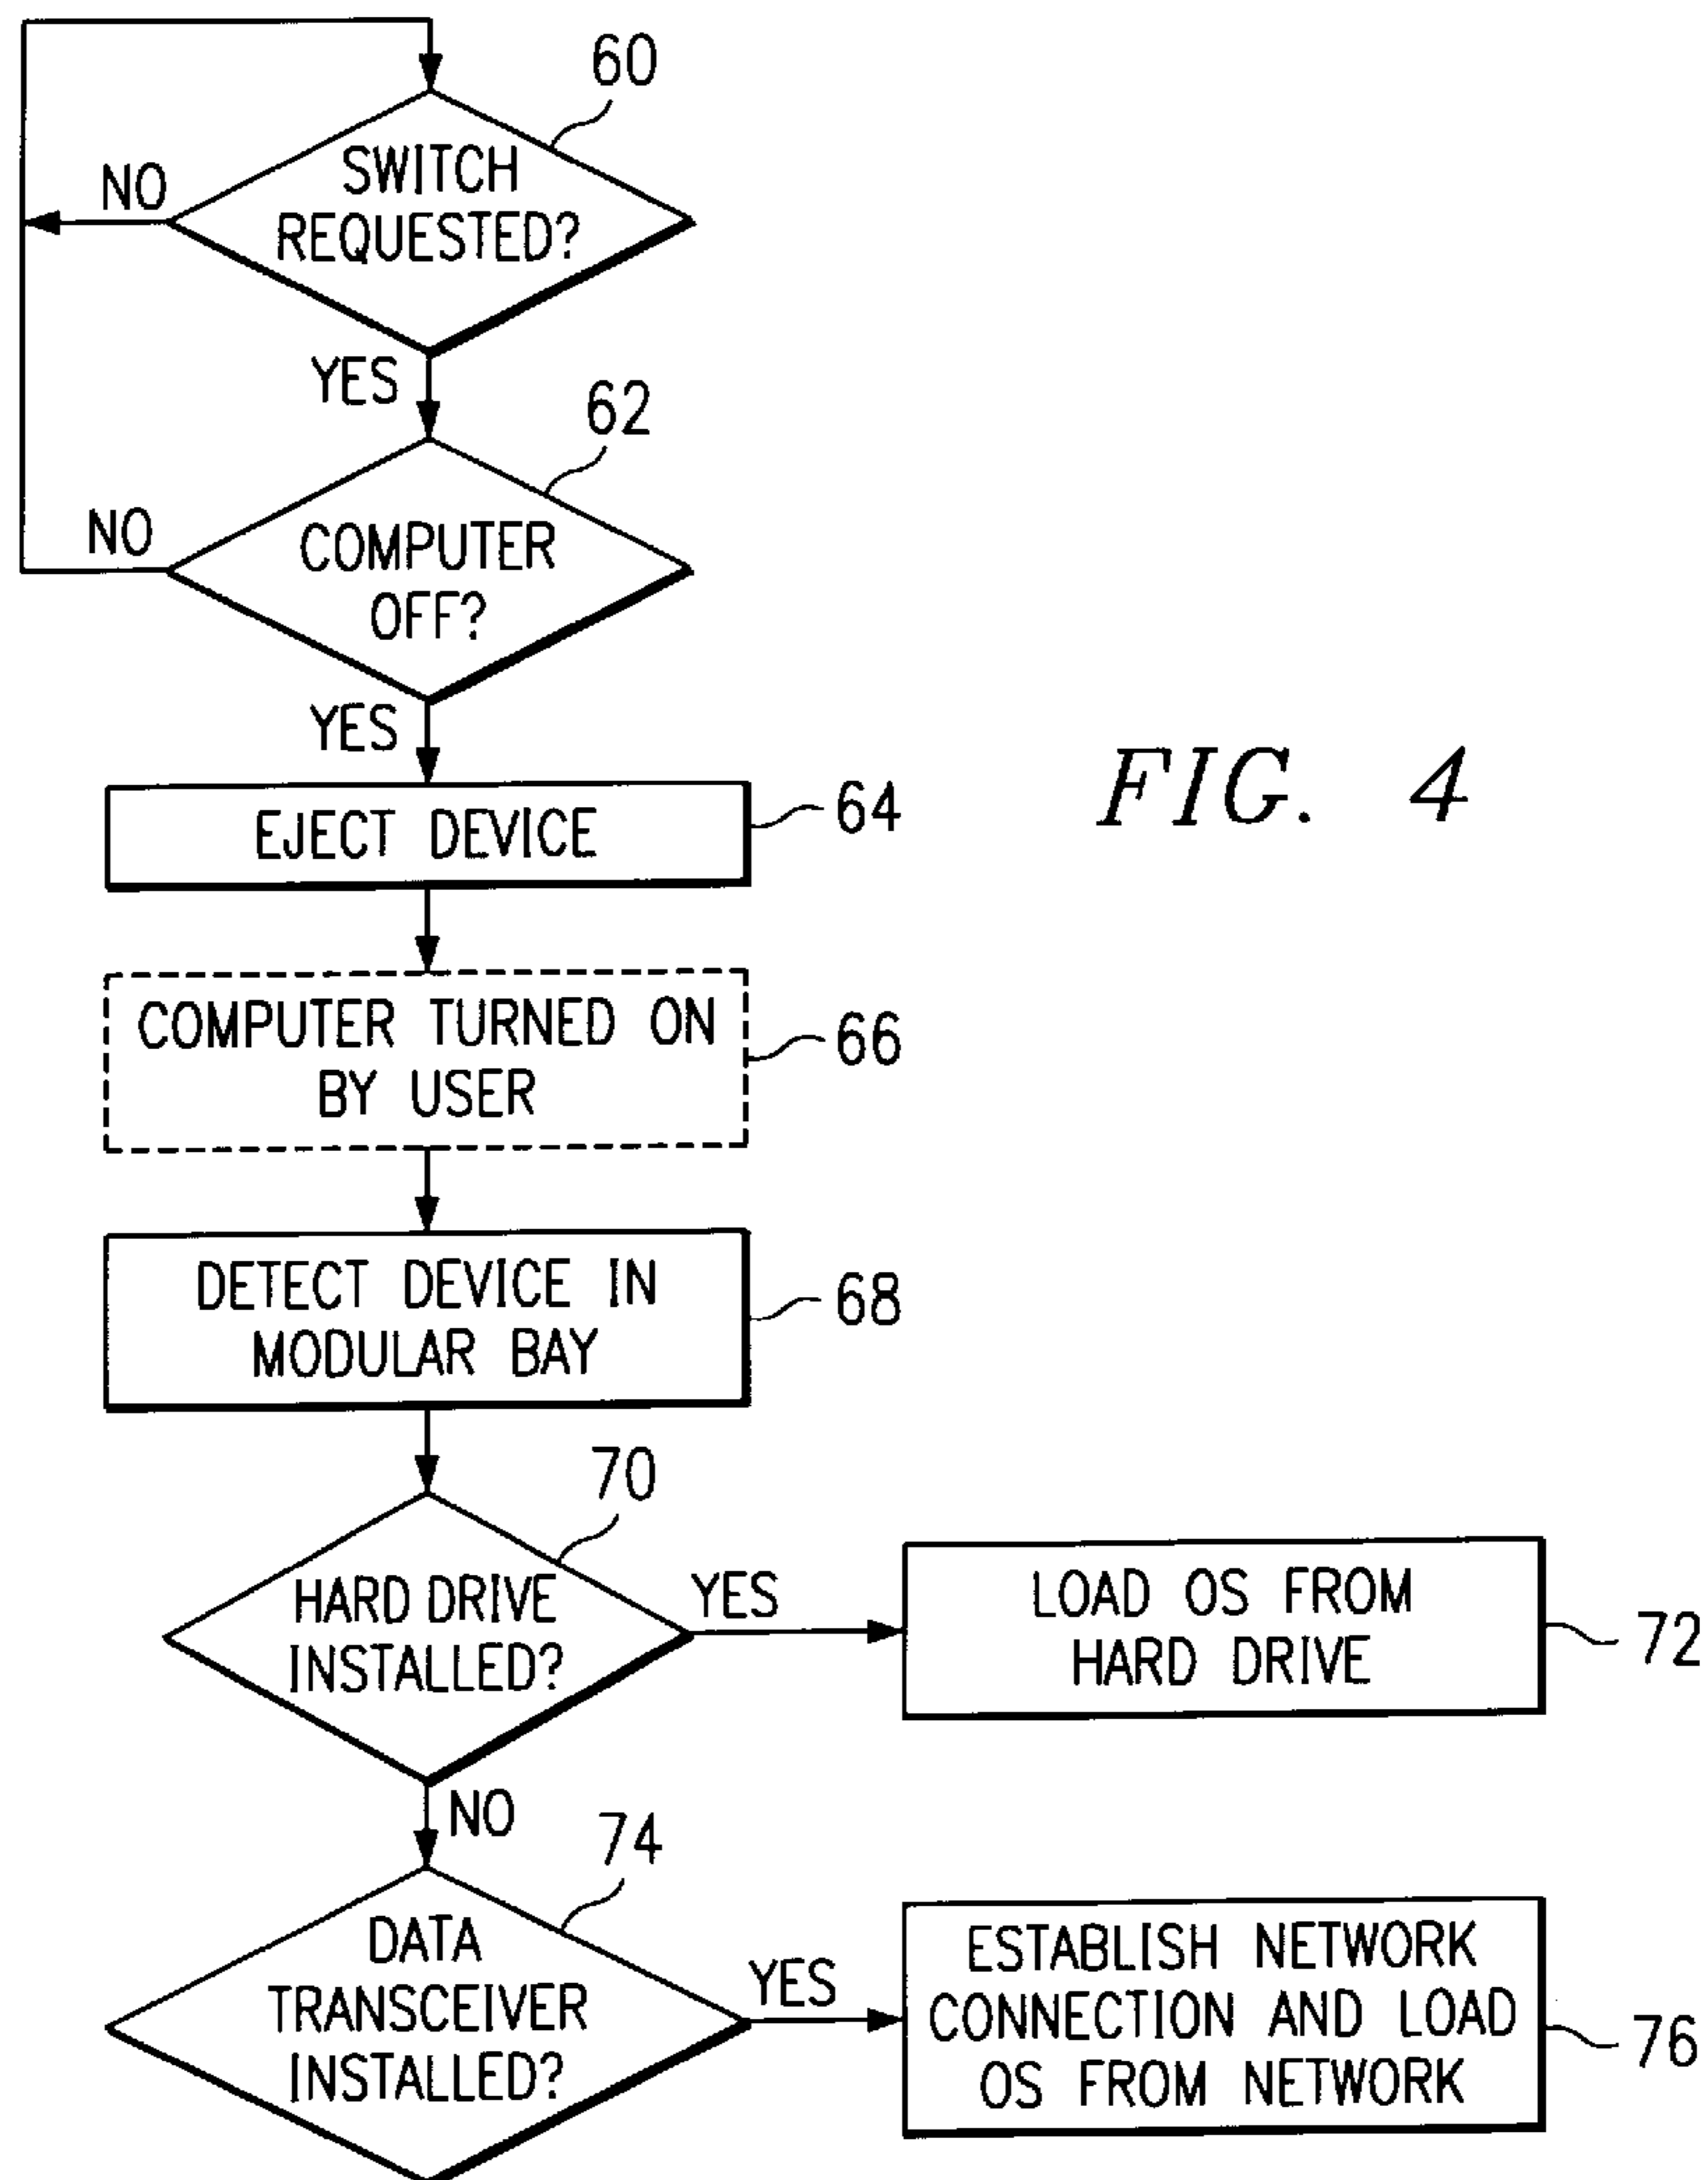 60
SWITCH
REQUESTED?
NO
YES
62
COMPUTER
OFF?
NO
YES
EJECT DEVICE
64
FIG. 4
COMPUTER TURNED ON
BY USER
66
DETECT DEVICE IN
MODULAR BAY
68
70
HARD DRIVE
INSTALLED?
YES
LOAD OS FROM
HARD DRIVE
72
NO
74
DATA
TRANSCEIVER
INSTALLED?
YES
ESTABLISH NETWORK
CONNECTION AND LOAD
OS FROM NETWORK
76